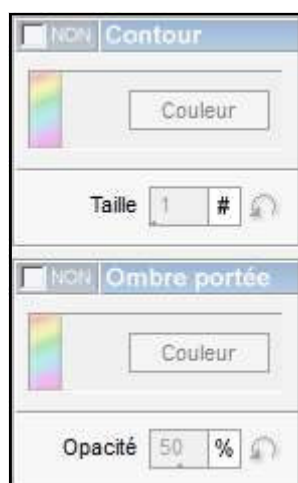 NON Contour
Couleur
Taille 1 #
NON Ombre portée
Couleur
Opacité 50 %